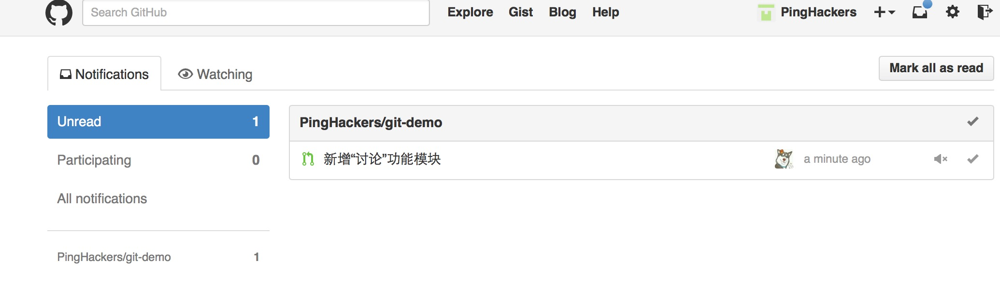 Search GitHub Explore Gist Blog Help PingHackers
Notifications Watching Mark all as read
Unread 1
Participating 0
All notifications
PingHackers/git-demo 1
PingHackers/git-demo
新增“讨论”功能模块 a minute ago